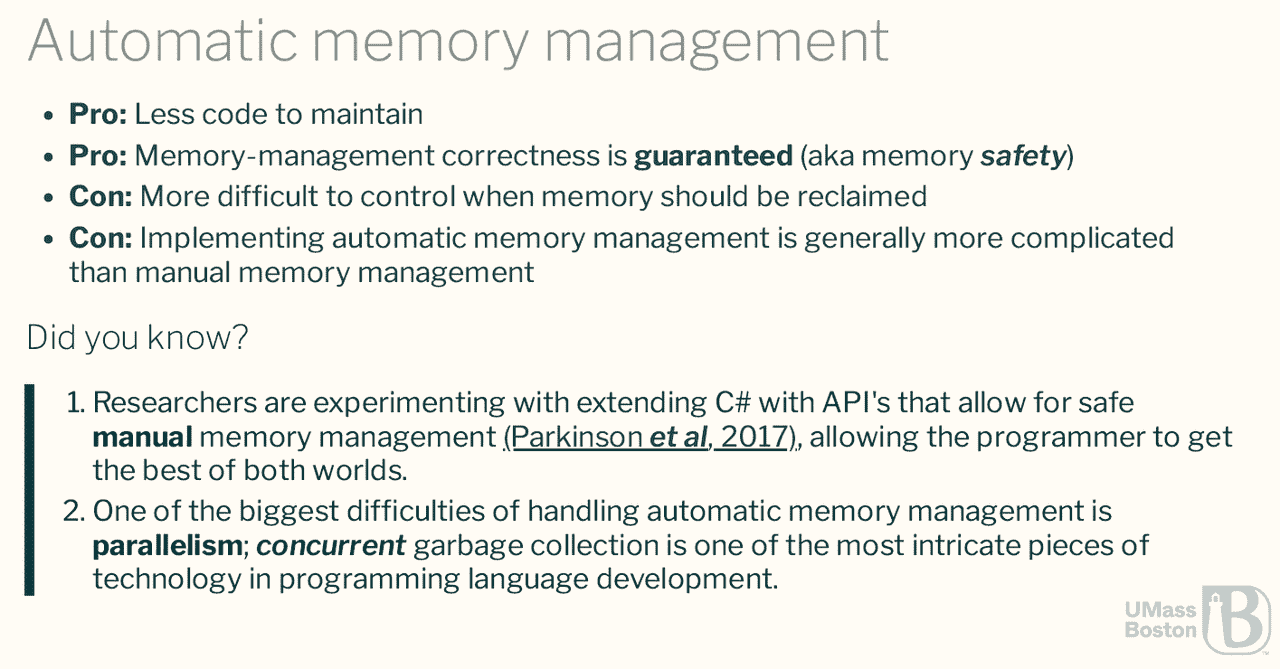 Automatic memory management
• Pro: Less code to maintain
• Pro: Memory-management correctness is guaranteed (aka memory safety)
• Con: More difficult to control when memory should be reclaimed
• Con: Implementing automatic memory management is generally more complicated
than manual memory management
Did you know?
1. Researchers are experimenting with extending C# with API's that allow for safe
manual memory management (Parkinson et al, 2017), allowing the programmer to get
the best of both worlds.
2. One of the biggest difficulties of handling automatic memory management is
parallelism; concurrent garbage collection is one of the most intricate pieces of
technology in programming language development.
UMass
Boston
B
™